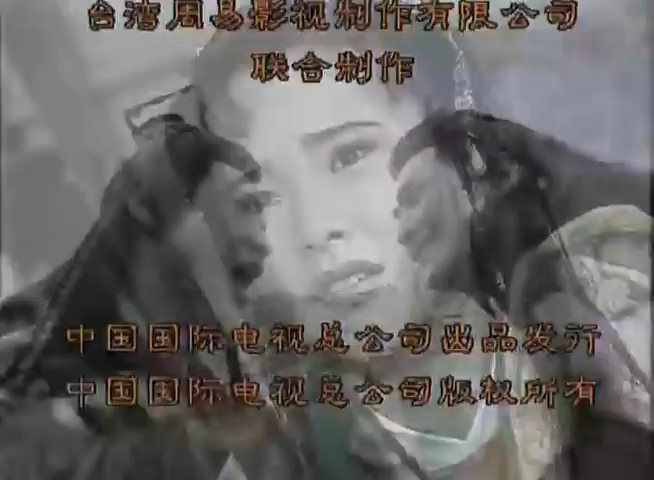 台湾周易影视制作有限公司
联合制作
中国国际电视总公司出品发行
中国国际电视总公司版权所有